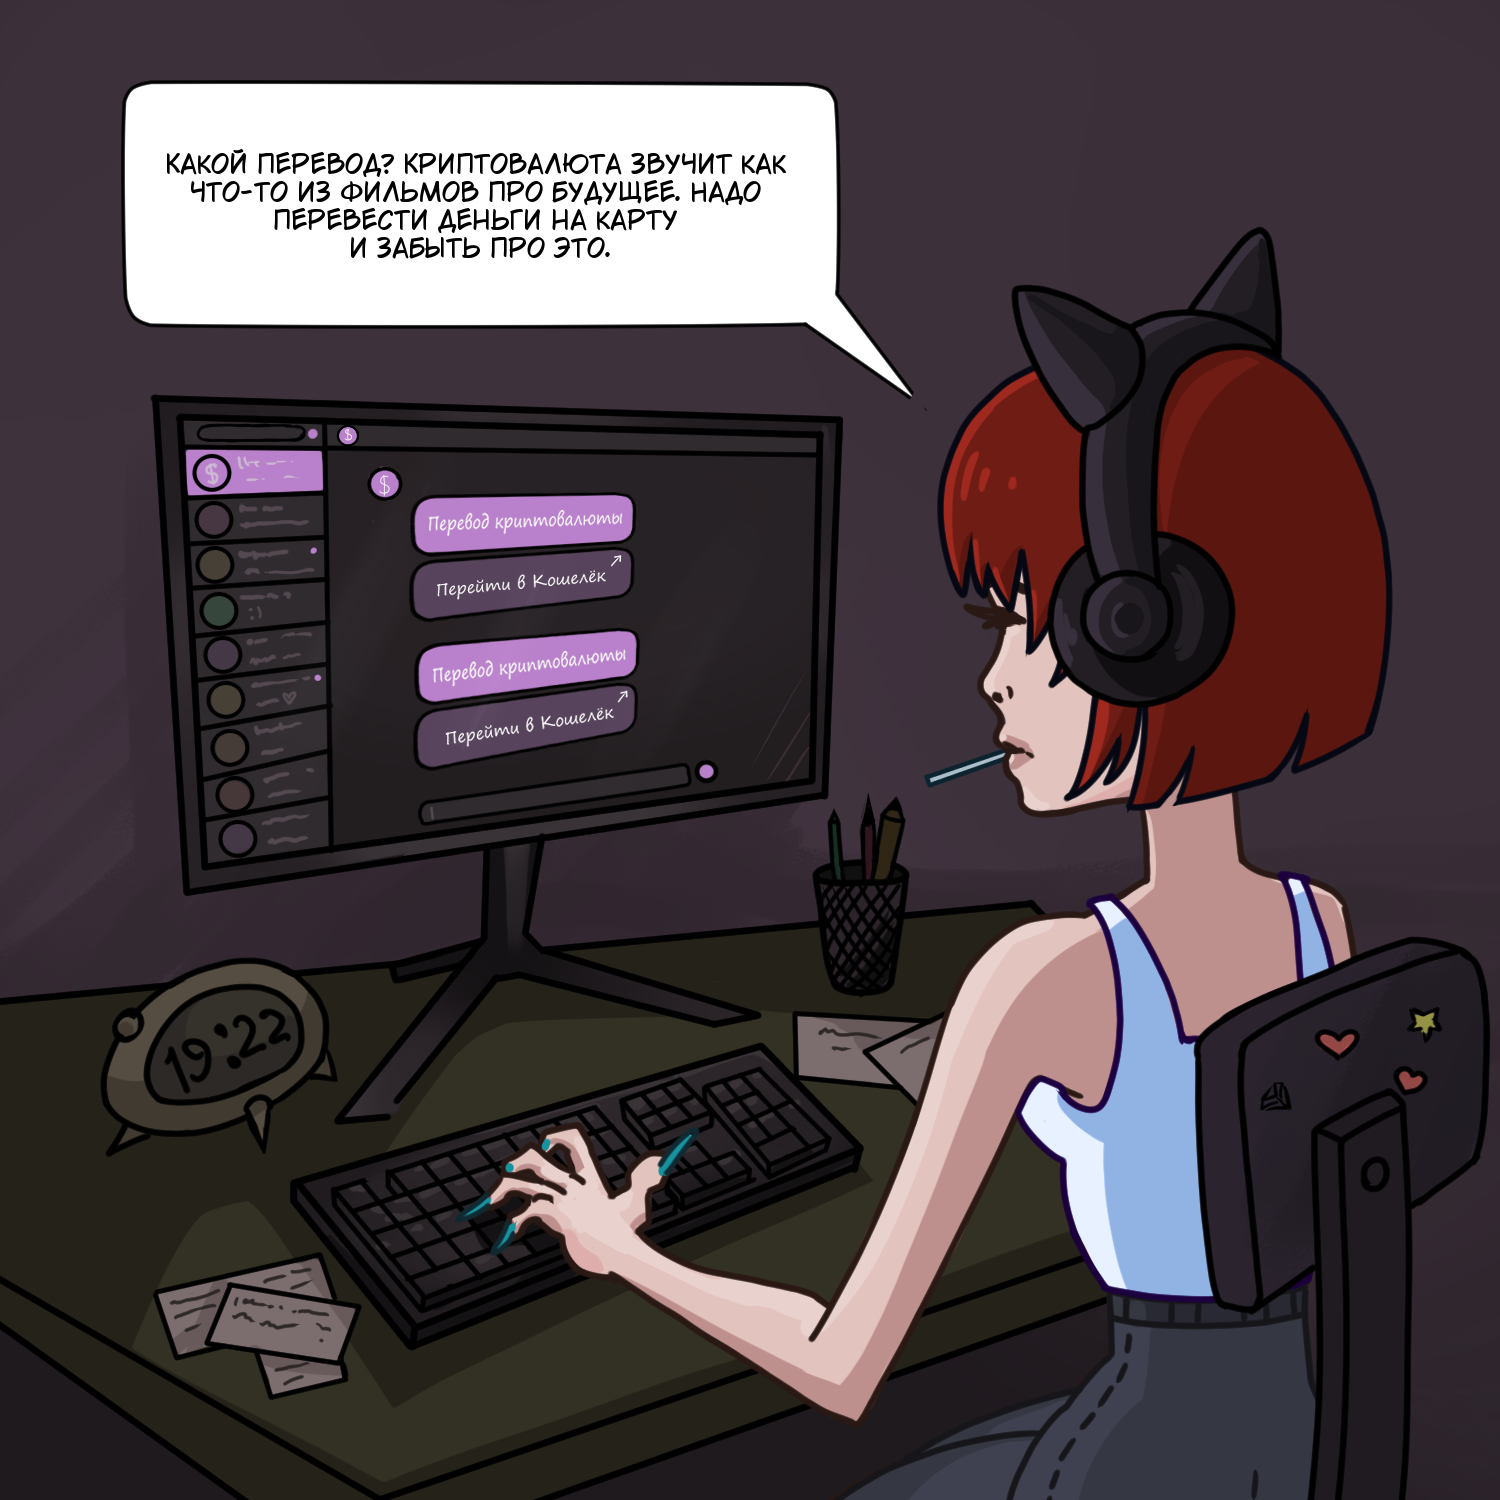 КАКОЙ ПЕРЕВОД? КРИПТОВАЛЮТА ЗВУЧИТ КАК
ЧТО-ТО ИЗ ФИЛЬМОВ ПРО БУДУЩЕЕ. НАДО
ПЕРЕВЕСТИ ДЕНЬГИ НА КАРТУ
И ЗАБЫТЬ ПРО ЭТО.
$
$
$
Перевод криптовалюты
Перейти в Кошелёк
:)
Перевод криптовалюты
Перейти в Кошелёк
19:22